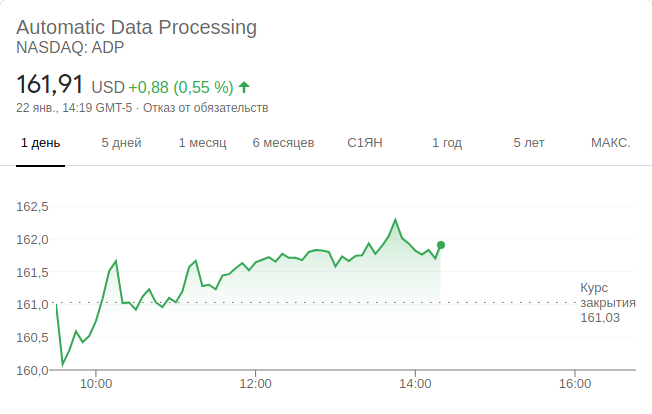 Automatic Data Processing
NASDAQ: ADP
161,91 USD +0,88 (0,55 %)
22 янв., 14:19 GMT-5 · Отказ от обязательств
1 день 5 дней 1 месяц 6 месяцев С1ЯН 1 год 5 лет МАКС.
162,5
162,0
161,5
161,0
160,5
160,0
Курс
закрытия
161,03
10:00 12:00 14:00 16:00